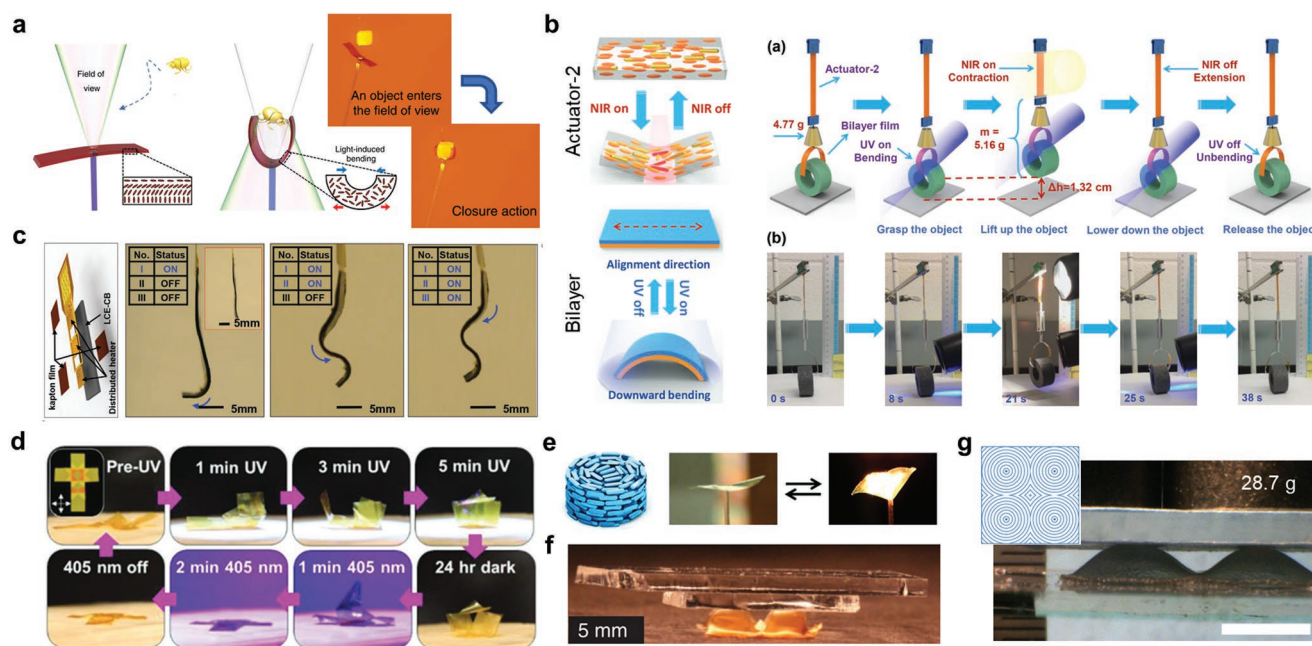 a
Field of
view
An object enters
the field of view
Light-induced
bending
Closure action
b
Actuator-2
NIR on
NIR off
Bilayer
Alignment direction
UV off
UV on
Downward bending
(a)
Actuator-2
4.77 g
Bilayer film
UV on
Bending
NIR on
Contraction
m =
5.16 g
Δh=1.32 cm
NIR off
Extension
UV off
Unbending
Grasp the object
Lift up the object
Lower down the object
Release the object
(b)
0 s
8 s
21 s
25 s
38 s
c
kapton film
LCE-CB
Distributed heater
No. Status
I ON
II OFF
III OFF
5mm
5mm
No. Status
I ON
II ON
III OFF
5mm
No. Status
I ON
II ON
III ON
5mm
d
Pre-UV
1 min UV
3 min UV
5 min UV
405 nm off
2 min 405 nm
1 min 405 nm
24 hr dark
e
f
5 mm
g
28.7 g